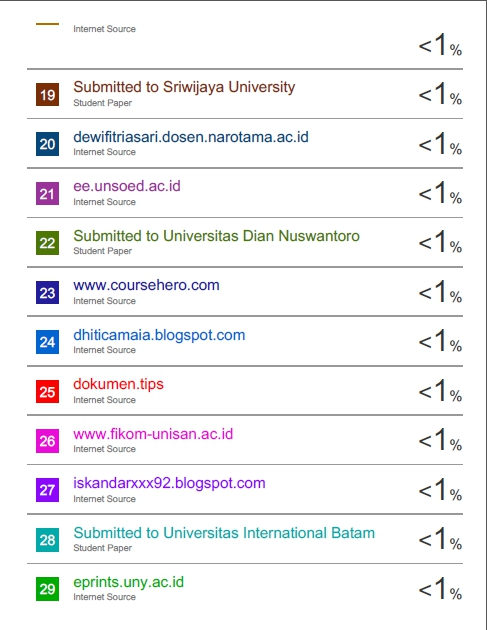 Internet Source
<1%
19
Submitted to Sriwijaya University
Student Paper
<1%
20
dewifitriasari.dosen.narotama.ac.id
Internet Source
<1%
21
ee.unsoed.ac.id
Internet Source
<1%
22
Submitted to Universitas Dian Nuswantoro
Student Paper
<1%
23
www.coursehero.com
Internet Source
<1%
24
dhiticamaia.blogspot.com
Internet Source
<1%
25
dokumen.tips
Internet Source
<1%
26
www.fikom-unisan.ac.id
Internet Source
<1%
27
iskandarxxx92.blogspot.com
Internet Source
<1%
28
Submitted to Universitas International Batam
Student Paper
<1%
29
eprints.uny.ac.id
Internet Source
<1%